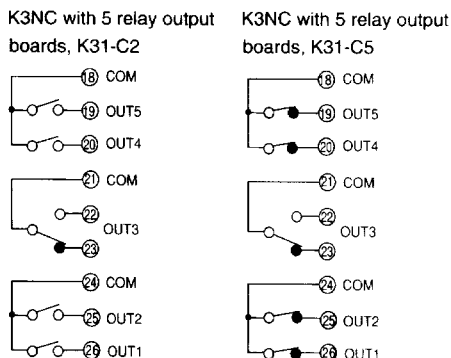 K3NC with 5 relay output
boards, K31-C2
18 COM
19 OUT5
20 OUT4
21 COM
22
OUT3
23
24 COM
25 OUT2
26 OUT1
K3NC with 5 relay output
boards, K31-C5
18 COM
19 OUT5
20 OUT4
21 COM
22
OUT3
23
24 COM
25 OUT2
26 OUT1